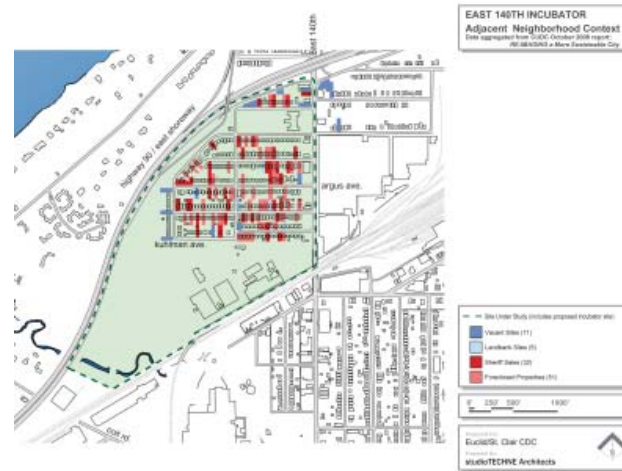 EAST 140TH INCUBATOR
Adjacent Neighborhood Context
Data aggregated from CUDC October 2008 report:
RE-IMAGINING a More Sustainable City
East 140th
highway 90 / east shoreway
argus ave.
kuhlman ave.
Site Under Study (includes proposed incubator site)
Vacant Sites (11)
Landbank Sites (5)
Sheriff Sales (32)
Foreclosed Properties (51)
0' 250' 500' 1000'
Euclid/St. Clair CDC
studioTECHNE Architects